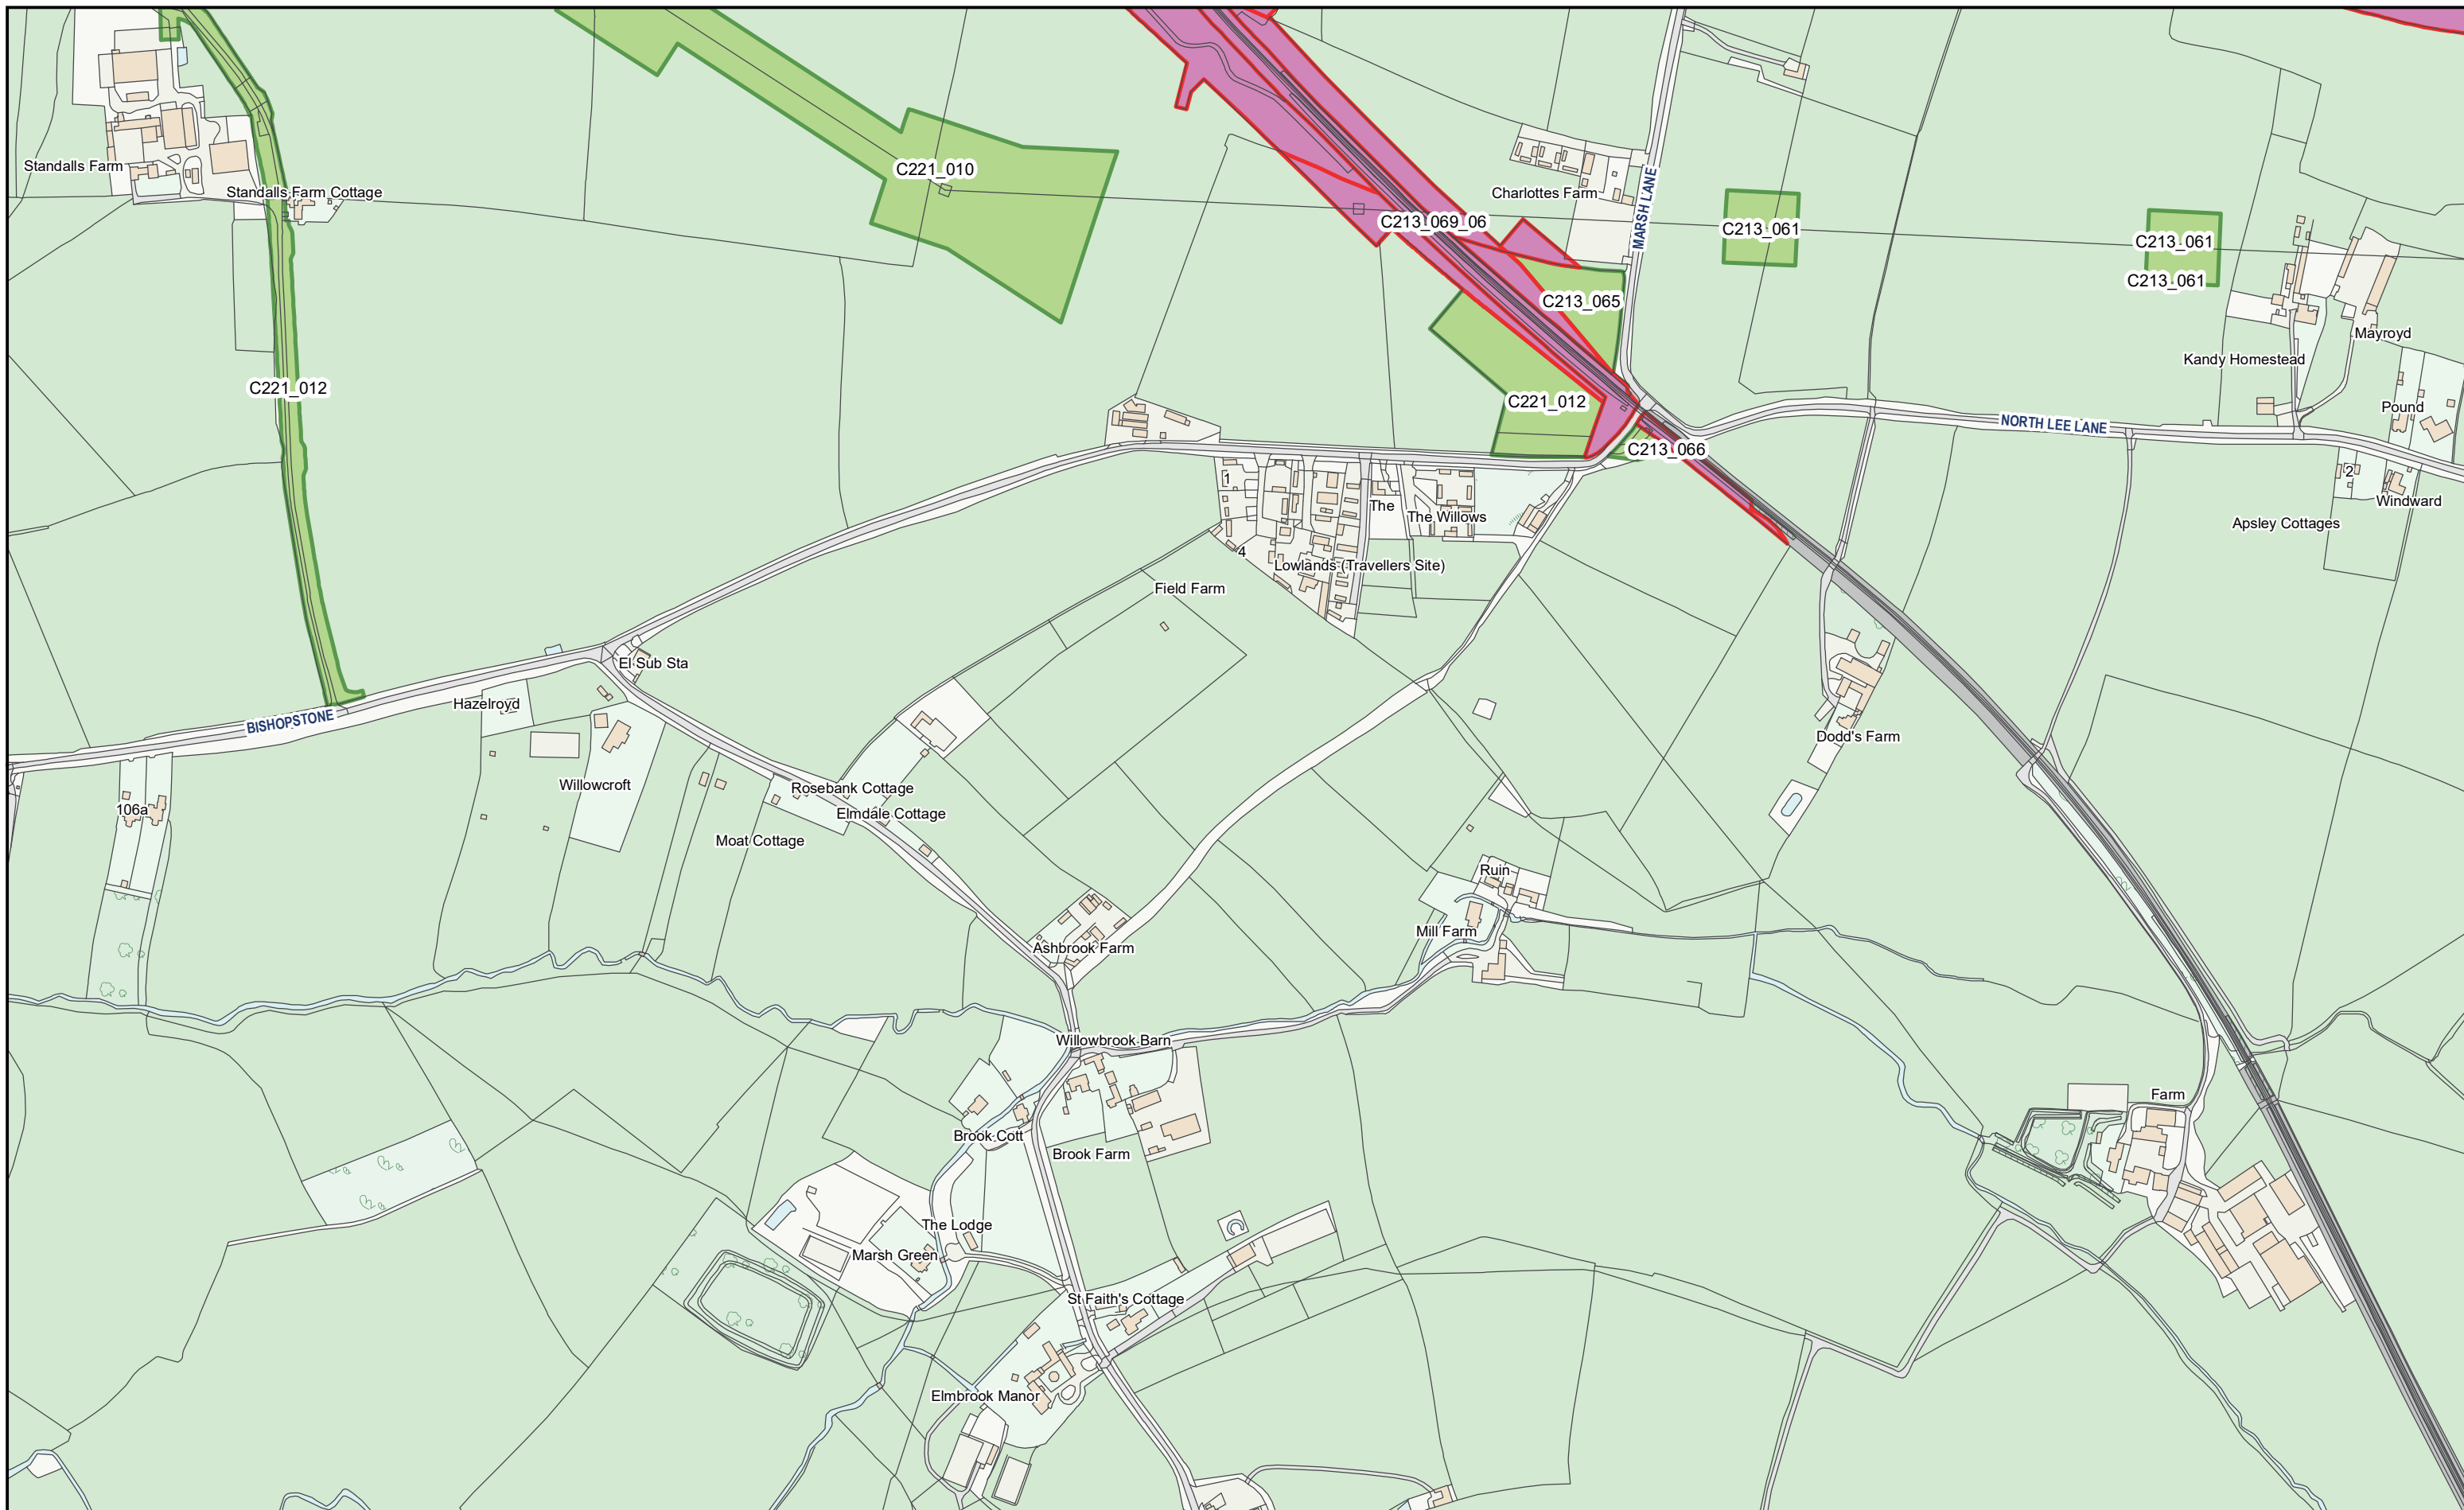 Standalls Farm
Standalls Farm Cottage
C221_010
C213_069_06
Charlottes Farm
MARSH LANE
C213_061
C213_061
C213_061
C213_065
Mayroyd
Kandy Homestead
C221_012
C221_012
Pound
NORTH LEE LANE
C213_066
1
The
The Willows
2
Windward
Apsley Cottages
4
Lowlands (Travellers Site)
Field Farm
El Sub Sta
Hazelroyd
BISHOPSTONE
Dodd's Farm
Willowcroft
Rosebank Cottage
106a
Elmdale Cottage
Moat Cottage
Ruin
Mill Farm
Ashbrook Farm
Willowbrook Barn
Farm
Brook Cott
Brook Farm
The Lodge
Marsh Green
St Faith's Cottage
Elmbrook Manor